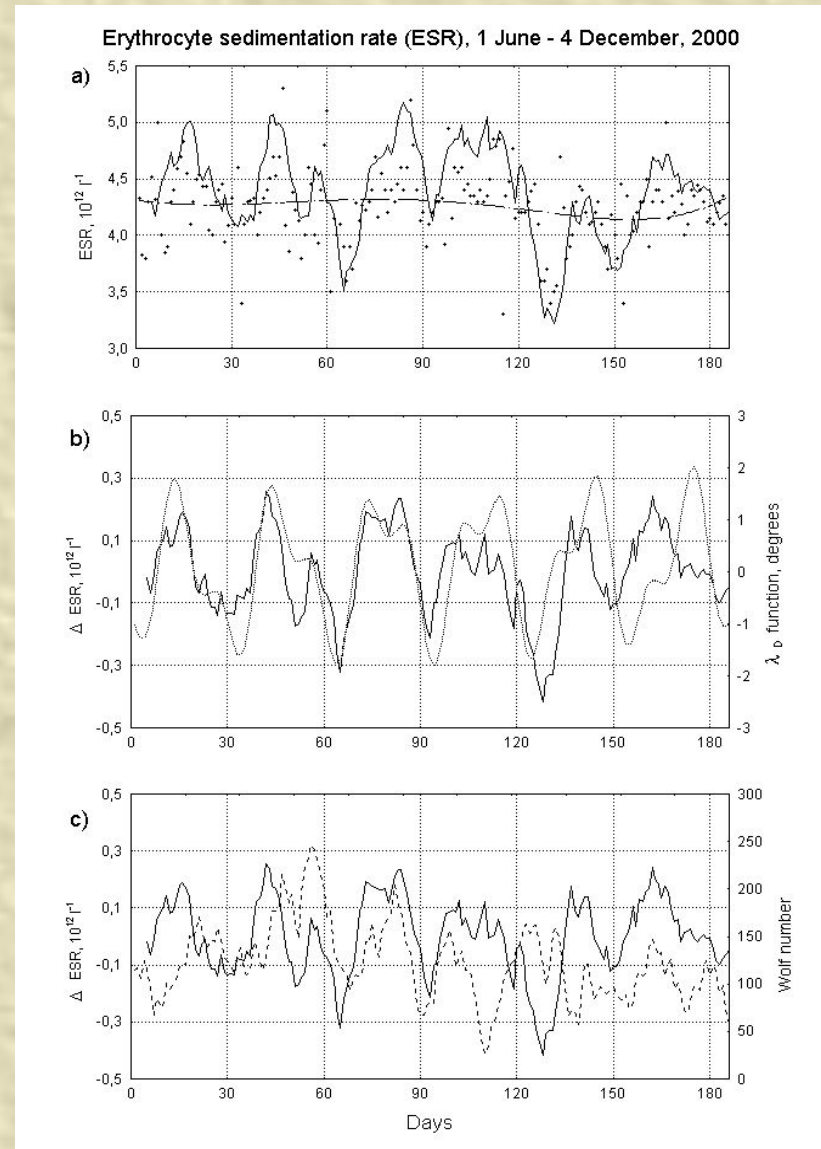 Erythrocyte sedimentation rate (ESR), 1 June - 4 December, 2000
a)
ESR, 10¹² l⁻¹
5,5
5,0
4,5
4,0
3,5
3,0
0 30 60 90 120 150 180
b)
Δ ESR, 10¹² l⁻¹
0,5
0,3
0,1
-0,1
-0,3
-0,5
3
2
1
0
-1
-2
-3
λ D function, degrees
0 30 60 90 120 150 180
c)
Δ ESR, 10¹² l⁻¹
0,5
0,3
0,1
-0,1
-0,3
-0,5
300
250
200
150
100
50
0
Wolf number
0 30 60 90 120 150 180
Days